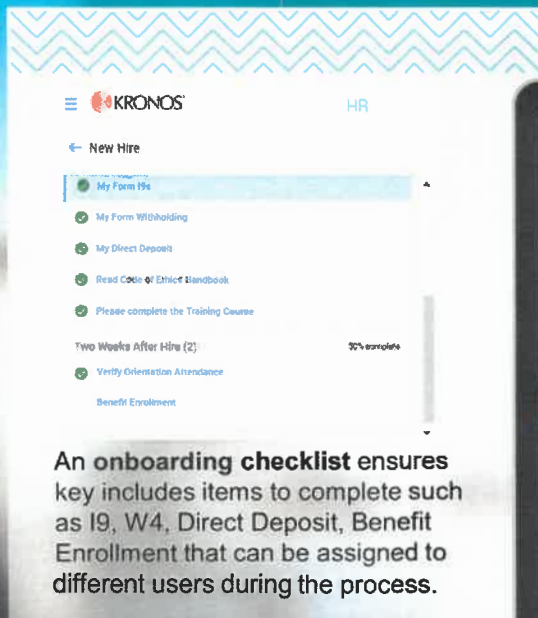 KRONOS
HR
← New Hire
My Form I9s
My Form Withholding
My Direct Deposit
Read Code of Ethics Handbook
Please complete the Training Course
Two Weeks After Hire (2)
complete
Verify Orientation Attendance
Benefit Enrollment
An onboarding checklist ensures
key includes items to complete such
as I9, W4, Direct Deposit, Benefit
Enrollment that can be assigned to
different users during the process.